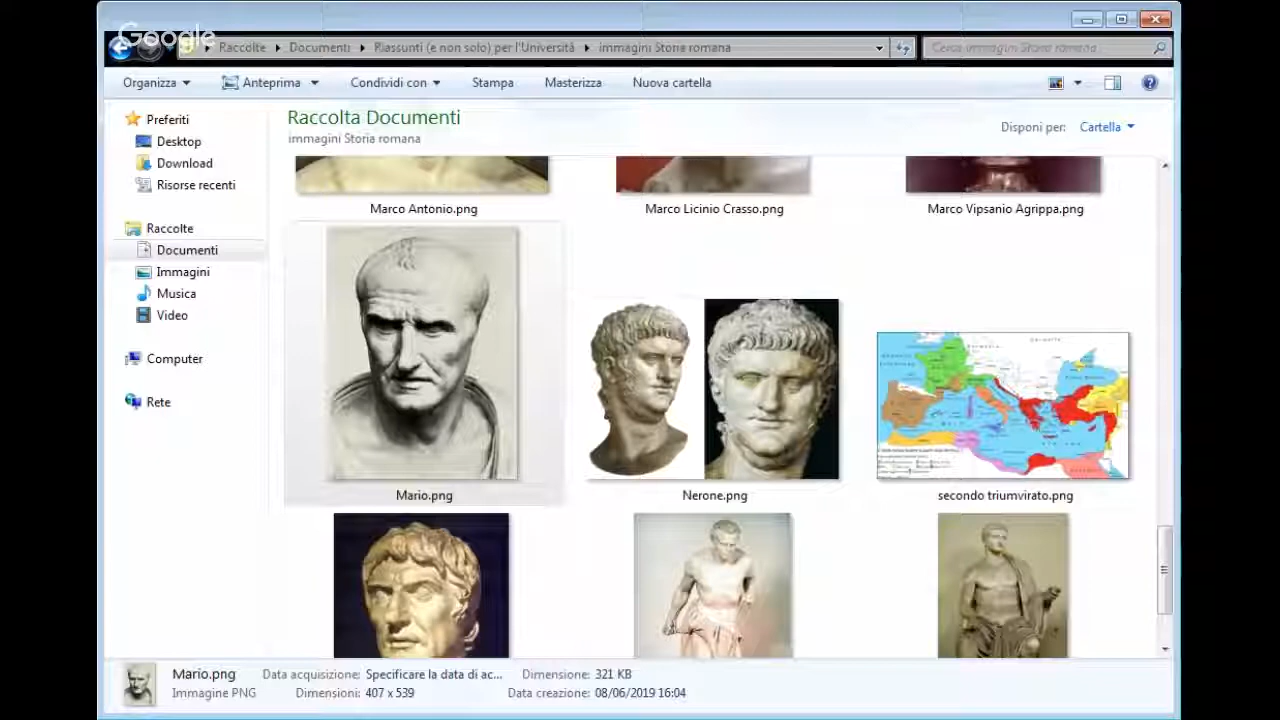 Google
Raccolte Documenti Riassunti (e non solo) per l'Università immagini Storia romana
Cerca immagini Storia romana
Organizza Anteprima Condividi con Stampa Masterizza Nuova cartella
Preferiti
Desktop
Download
Risorse recenti
Raccolte
Documenti
Immagini
Musica
Video
Computer
Rete
Raccolta Documenti
immagini Storia romana
Disponi per: Cartella
Marco Antonio.png
Marco Licinio Crasso.png
Marco Vipsanio Agrippa.png
Mario.png
Nerone.png
secondo triumvirato.png
Mario.png Data acquisizione: Specificare la data di ac... Dimensione: 321 KB
Immagine PNG Dimensioni: 407 x 539 Data creazione: 08/06/2019 16:04